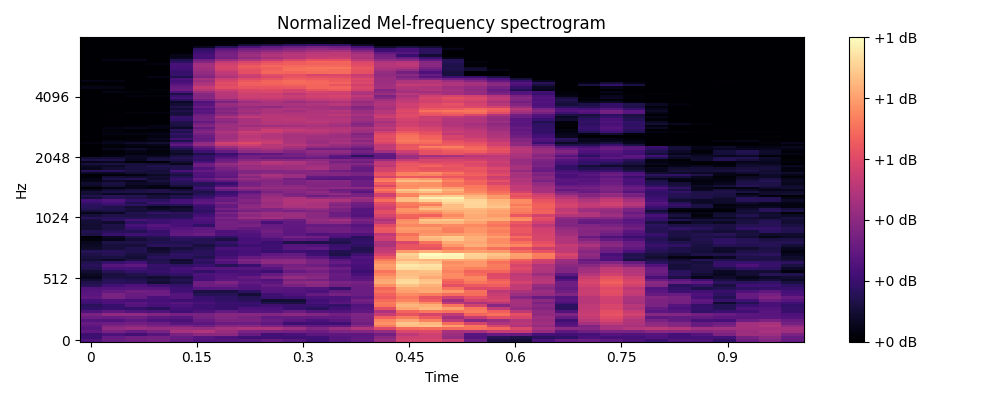 Normalized Mel-frequency spectrogram
Hz
4096
2048
1024
512
0
0 0.15 0.3 0.45 0.6 0.75 0.9
Time
+1 dB
+1 dB
+1 dB
+0 dB
+0 dB
+0 dB